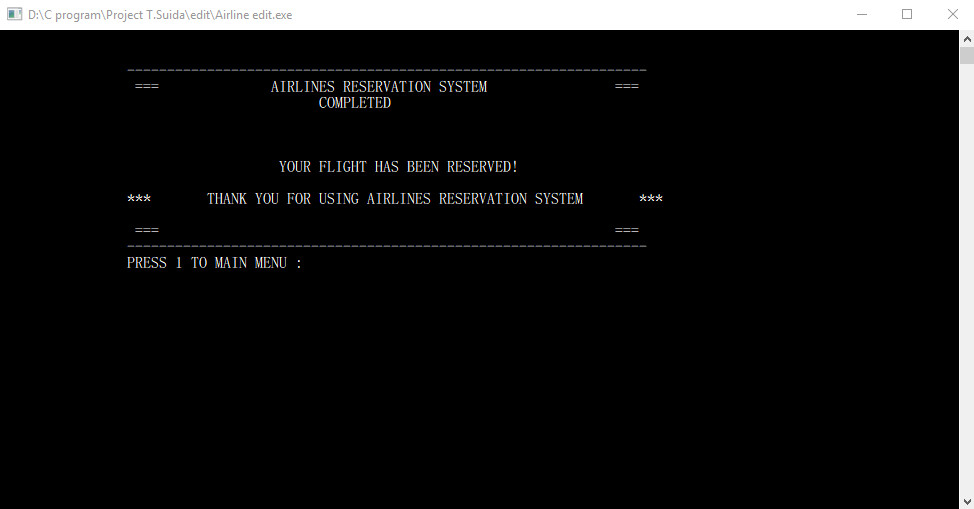 D:\C program\Project T.Suida\edit\Airline edit.exe
-----------------------------------------------------------------
=== AIRLINES RESERVATION SYSTEM ===
COMPLETED
YOUR FLIGHT HAS BEEN RESERVED!
*** THANK YOU FOR USING AIRLINES RESERVATION SYSTEM ***
=== ===
-----------------------------------------------------------------
PRESS 1 TO MAIN MENU :